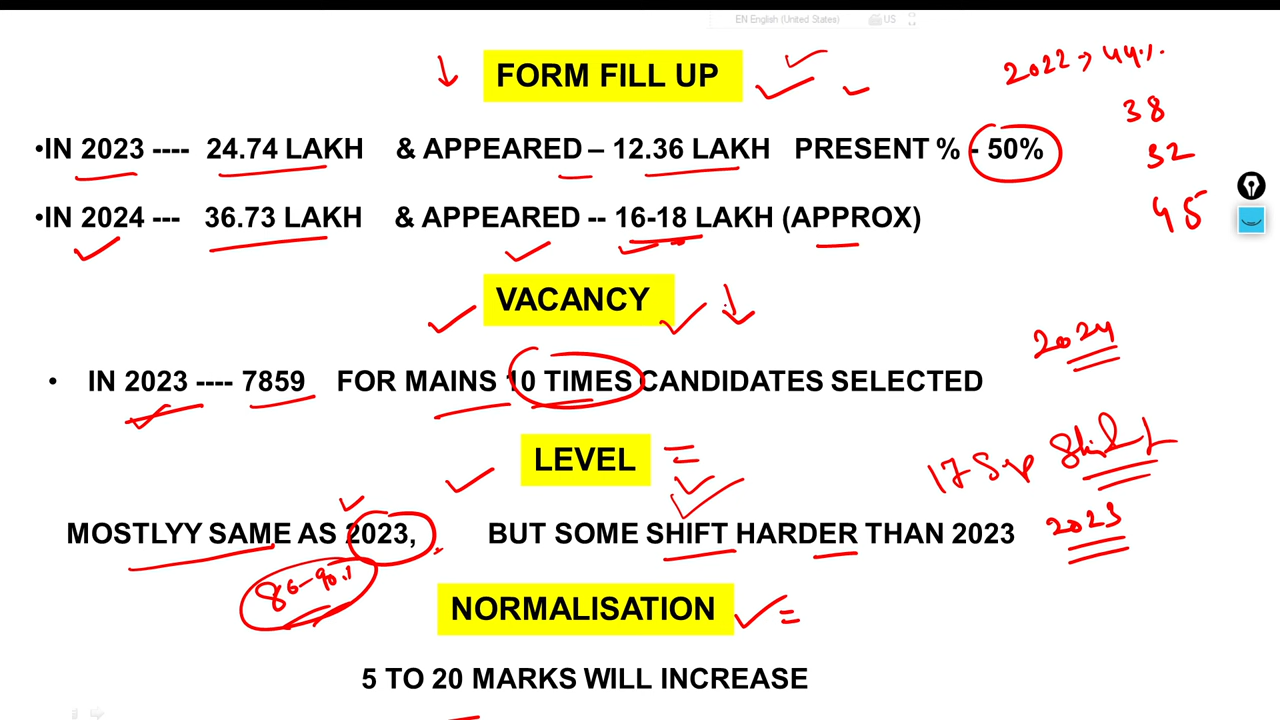 EN English (United States) US
FORM FILL UP
2022 → 44%
38
•IN 2023 ---- 24.74 LAKH & APPEARED – 12.36 LAKH PRESENT % - 50%
32
•IN 2024 --- 36.73 LAKH & APPEARED -- 16-18 LAKH (APPROX)
45
VACANCY
2024
• IN 2023 ---- 7859 FOR MAINS 10 TIMES CANDIDATES SELECTED
LEVEL =
17 Sep Shift 1
MOSTLYY SAME AS 2023, BUT SOME SHIFT HARDER THAN 2023
2023
80-90%
NORMALISATION =
5 TO 20 MARKS WILL INCREASE